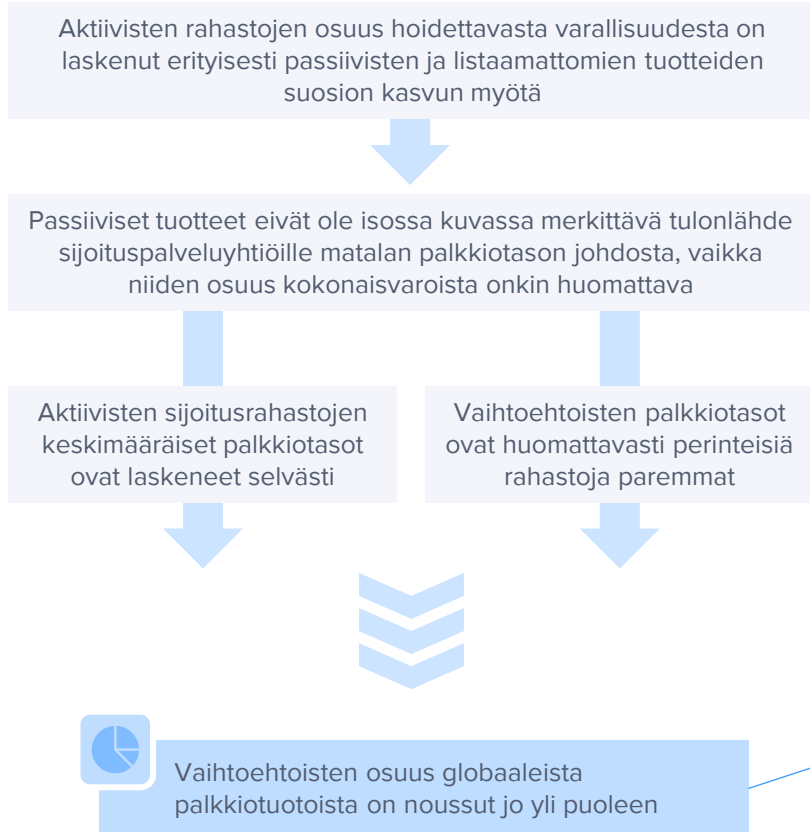 Aktiivisten rahastojen osuus hoidettavasta varallisuudesta on
laskenut erityisesti passiivisten ja listaamattomien tuotteiden
suosion kasvun myötä
Passiiviset tuotteet eivät ole isossa kuvassa merkittävä tulonlähde
sijoituspalveluyhtiöille matalan palkkiotason johdosta, vaikka
niiden osuus kokonaisvaroista onkin huomattava
Aktiivisten sijoitusrahastojen
keskimääräiset palkkiotasot
ovat laskeneet selvästi
Vaihtoehtoisten palkkiotasot
ovat huomattavasti perinteisiä
rahastoja paremmat
Vaihtoehtoisten osuus globaaleista
palkkiotuotoista on noussut jo yli puoleen